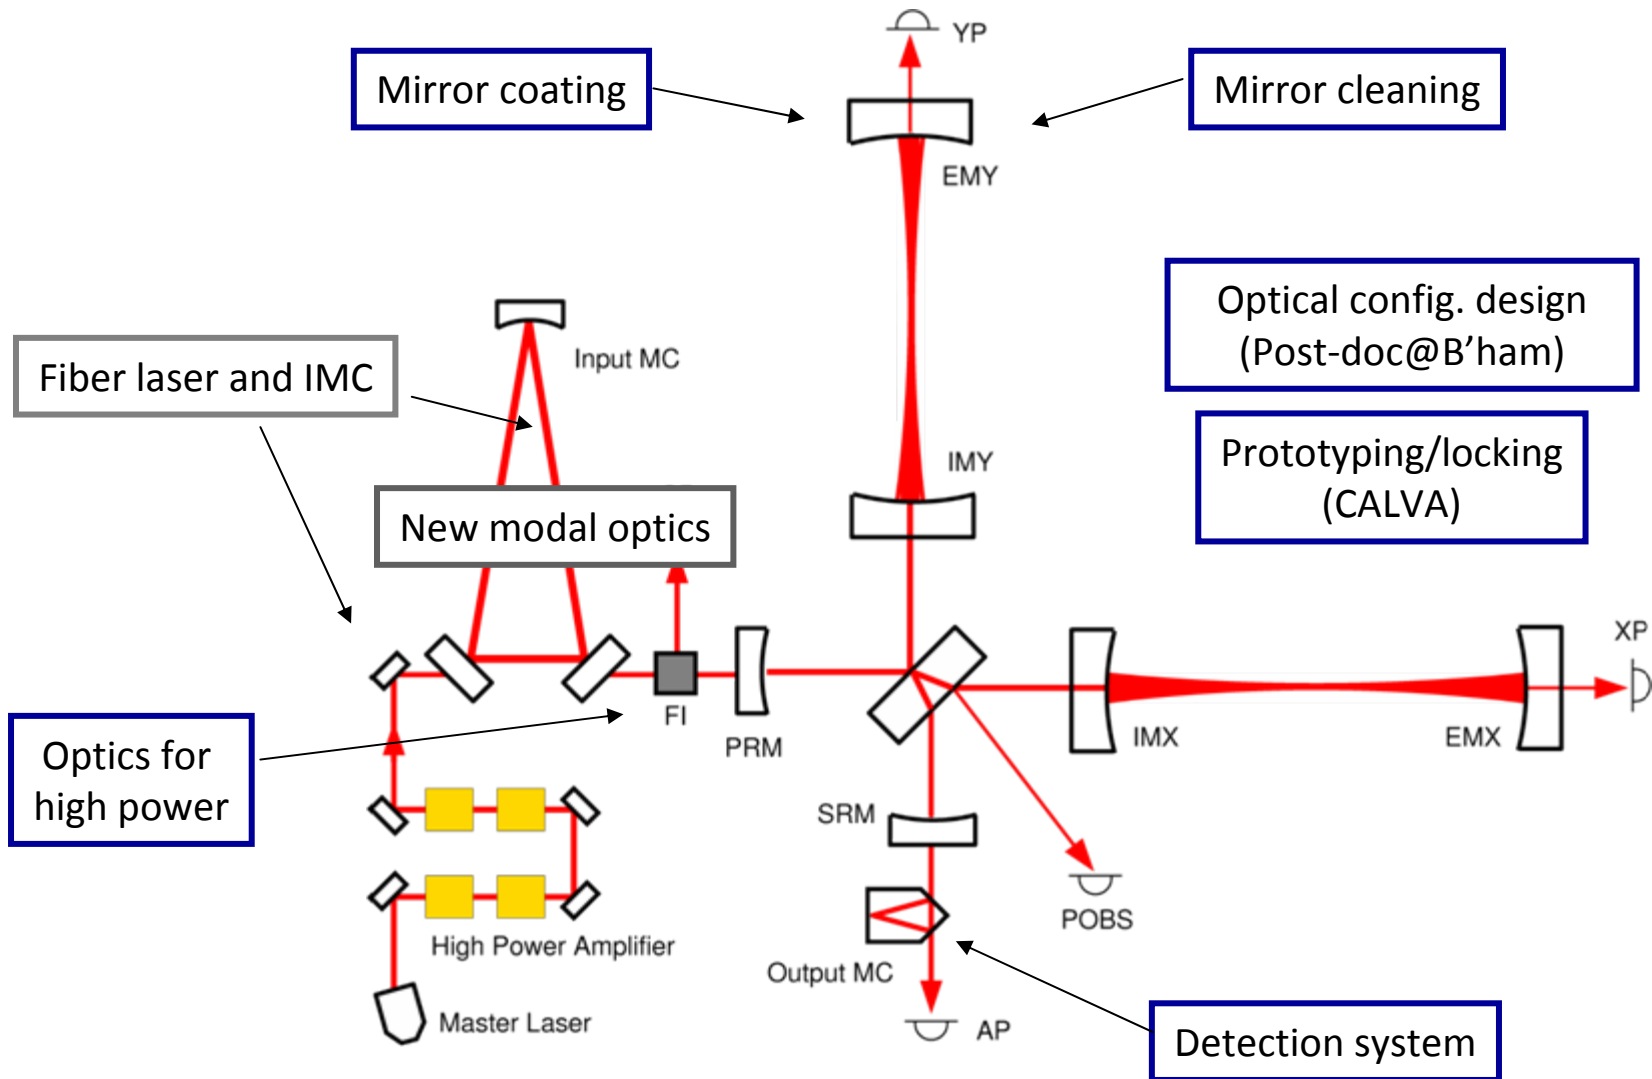 YP
Mirror coating
Mirror cleaning
EMY
Optical config. design
(Post-doc@B’ham)
Input MC
Fiber laser and IMC
Prototyping/locking
(CALVA)
IMY
New modal optics
XP
FI
PRM
IMX
EMX
Optics for
high power
SRM
POBS
High Power Amplifier
Output MC
Master Laser
AP
Detection system